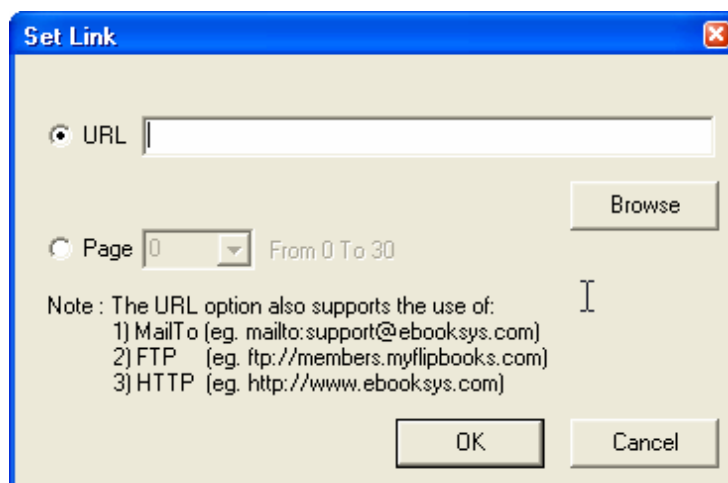 Set Link
URL
Browse
Page 0 From 0 To 30
Note : The URL option also supports the use of:
1) MailTo (eg. mailto:support@ebooksys.com)
2) FTP (eg. ftp://members.myflipbooks.com)
3) HTTP (eg. http://www.ebooksys.com)
OK Cancel